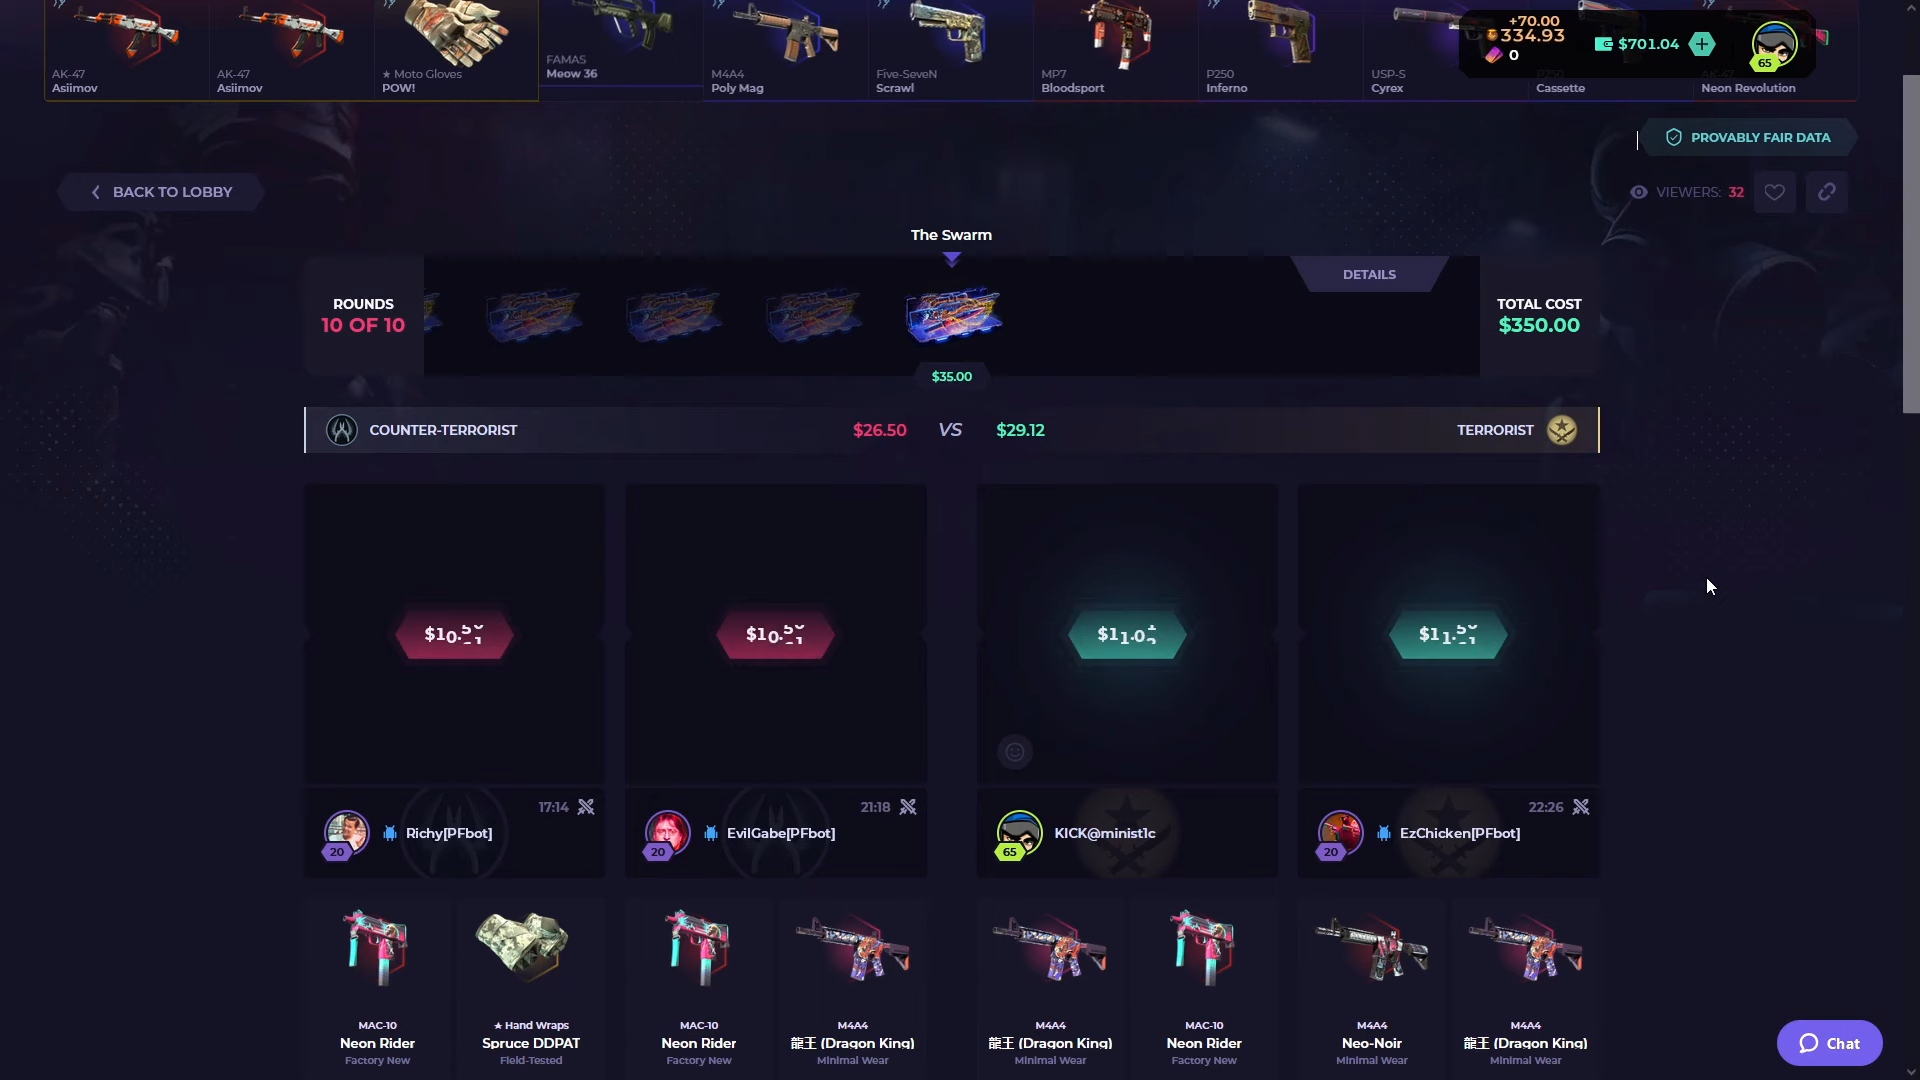 AK-47
Asiimov
AK-47
Asiimov
★ Moto Gloves
POW!
FAMAS
Meow 36
M4A4
Poly Mag
Five-SeveN
Scrawl
MP7
Bloodsport
P250
Inferno
USP-S
Cyrex
Cassette
Neon Revolution
+70.00
334.93
0
$701.04
65
PROVABLY FAIR DATA
BACK TO LOBBY
VIEWERS: 32
The Swarm
ROUNDS
10 OF 10
DETAILS
TOTAL COST
$350.00
$35.00
COUNTER-TERRORIST
$26.50
VS
$29.12
TERRORIST
17:14
Richy[PFbot]
20
21:18
EvilGabe[PFbot]
20
KICK@minist1c
65
22:26
EzChicken[PFbot]
20
MAC-10
Neon Rider
Factory New
★ Hand Wraps
Spruce DDPAT
Field-Tested
MAC-10
Neon Rider
Factory New
M4A4
龍王 (Dragon King)
Minimal Wear
M4A4
龍王 (Dragon King)
Minimal Wear
MAC-10
Neon Rider
Factory New
M4A4
Neo-Noir
Minimal Wear
M4A4
龍王 (Dragon King)
Minimal Wear
Chat